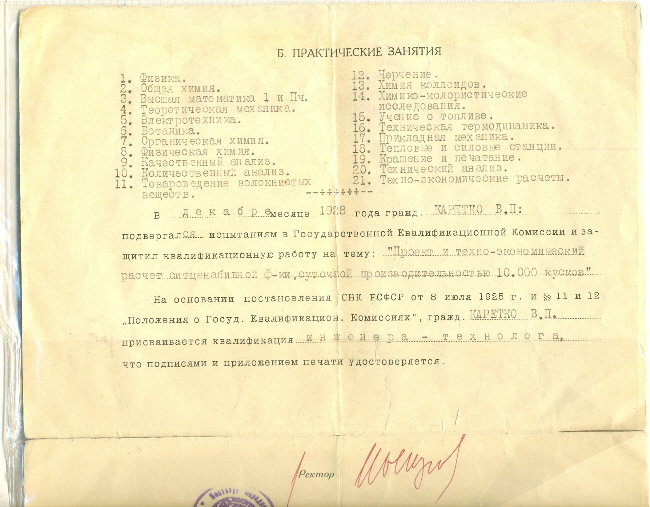 Б. ПРАКТИЧЕСКИЕ ЗАНЯТИЯ
1. Физика.
2. Общая химия.
3. Высшая математика 1 и Пч.
4. Теоретическая механика.
5. Электротехника.
6. Ботаника.
7. Органическая химия.
8. Физическая химия.
9. Качественный анализ.
10. Количественный анализ.
11. Товароведение волокнистых
веществ.
12. Черчение.
13. Химия коллоидов.
14. Химико-колористические
исследования.
15. Учение о топливе.
16. Техническая термодинамика.
17. Прикладная механика.
18. Тепловые и силовые станции.
19. Крашение и печатание.
20. Технический анализ.
21. Техно-экономические расчеты.
В декабре месяце 1928 года гражд. КАРЕТКО В.П:
подвергался испытаниям в Государственной Квалификационной Комиссии и за-
щитил квалификационную работу на тему: "Проект и техно-экономический
расчет ситценабивной ф-ки, суточной производительностью 10.000 кусков"
На основании постановления СНК РСФСР от 8 июля 1925 г. и §§ 11 и 12
„Положения о Госуд. Квалификацион. Комиссиях", гражд. КАРЕТКО В.П.
присваивается квалификация инженера - технолога,
что подписями и приложением печати удостоверяется.
Ректор